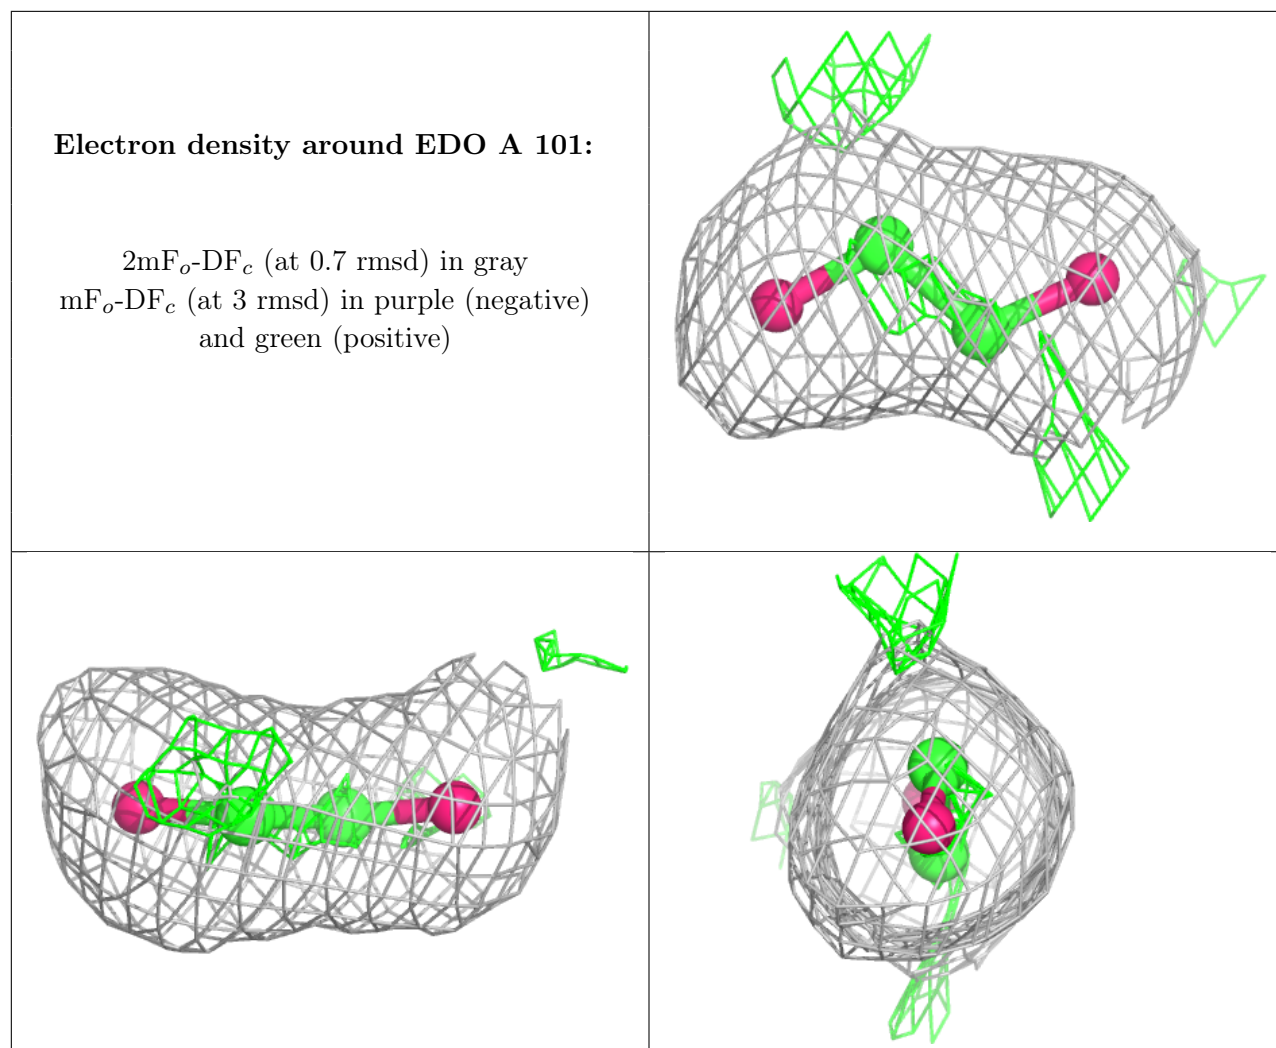 Electron density around EDO A 101:
2mFₒ-DF𝒸 (at 0.7 rmsd) in gray
mFₒ-DF𝒸 (at 3 rmsd) in purple (negative)
and green (positive)